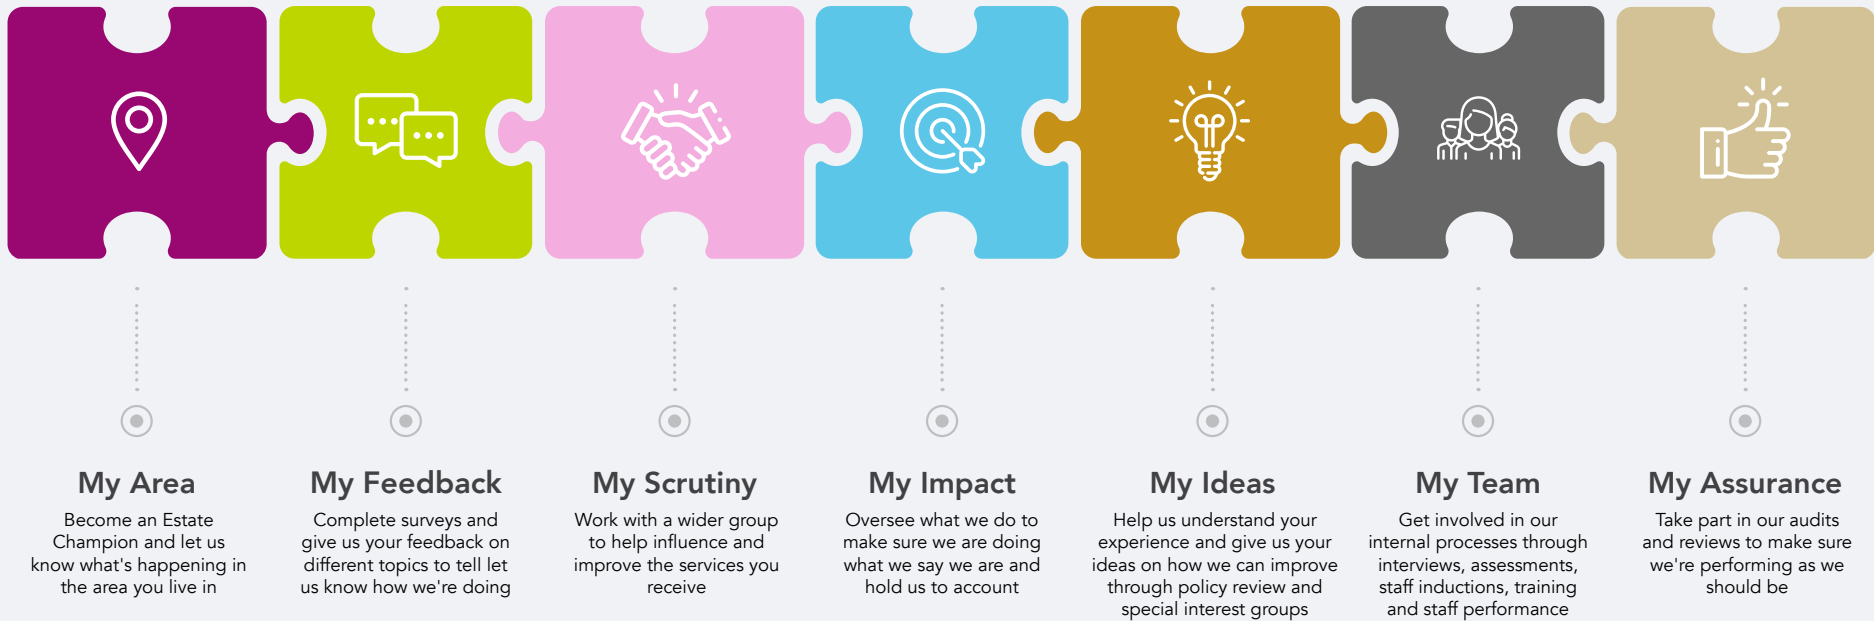 My Area
Become an Estate
Champion and let us
know what's happening in
the area you live in
My Feedback
Complete surveys and
give us your feedback on
different topics to tell let
us know how we're doing
My Scrutiny
Work with a wider group
to help influence and
improve the services you
receive
My Impact
Oversee what we do to
make sure we are doing
what we say we are and
hold us to account
My Ideas
Help us understand your
experience and give us your
ideas on how we can improve
through policy review and
special interest groups
My Team
Get involved in our
internal processes through
interviews, assessments,
staff inductions, training
and staff performance
My Assurance
Take part in our audits
and reviews to make sure
we're performing as we
should be